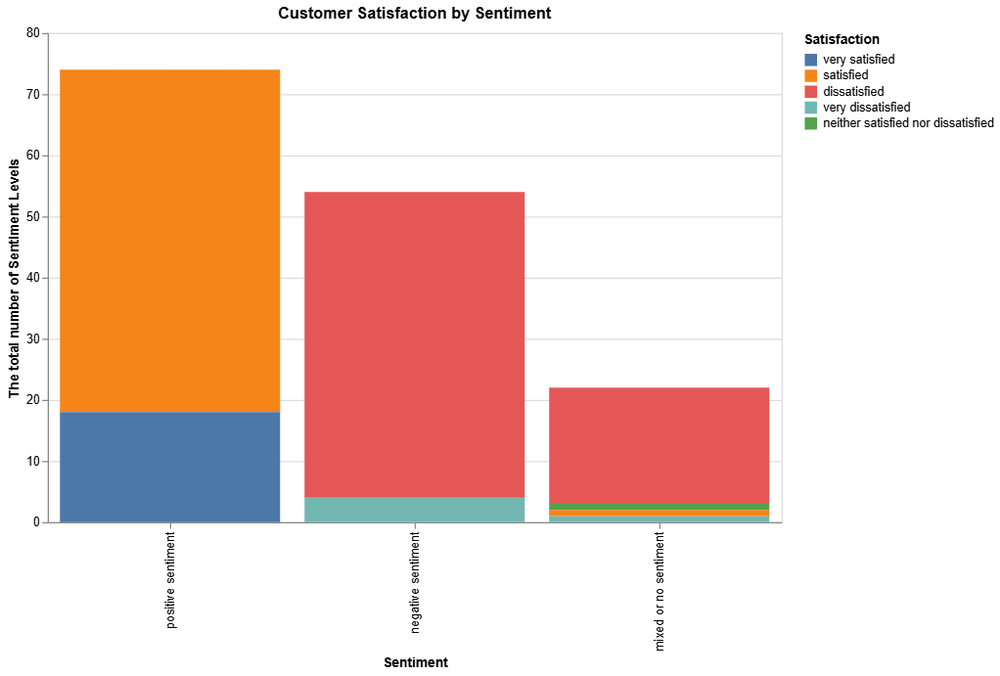 Customer Satisfaction by Sentiment
The total number of Sentiment Levels
80
70
60
50
40
30
20
10
0
positive sentiment
negative sentiment
mixed or no sentiment
Sentiment
Satisfaction
very satisfied
satisfied
dissatisfied
very dissatisfied
neither satisfied nor dissatisfied